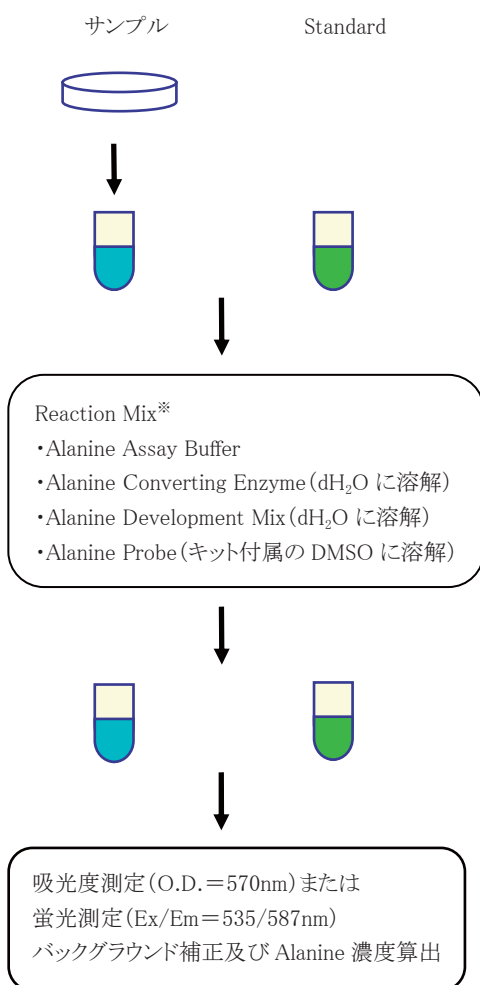 サンプル Standard
Reaction Mix※
・Alanine Assay Buffer
・Alanine Converting Enzyme(dH₂O に溶解)
・Alanine Development Mix(dH₂O に溶解)
・Alanine Probe(キット付属の DMSO に溶解)
吸光度測定(O.D.=570nm)または
蛍光測定(Ex/Em=535/587nm)
バックグラウンド補正及び Alanine 濃度算出